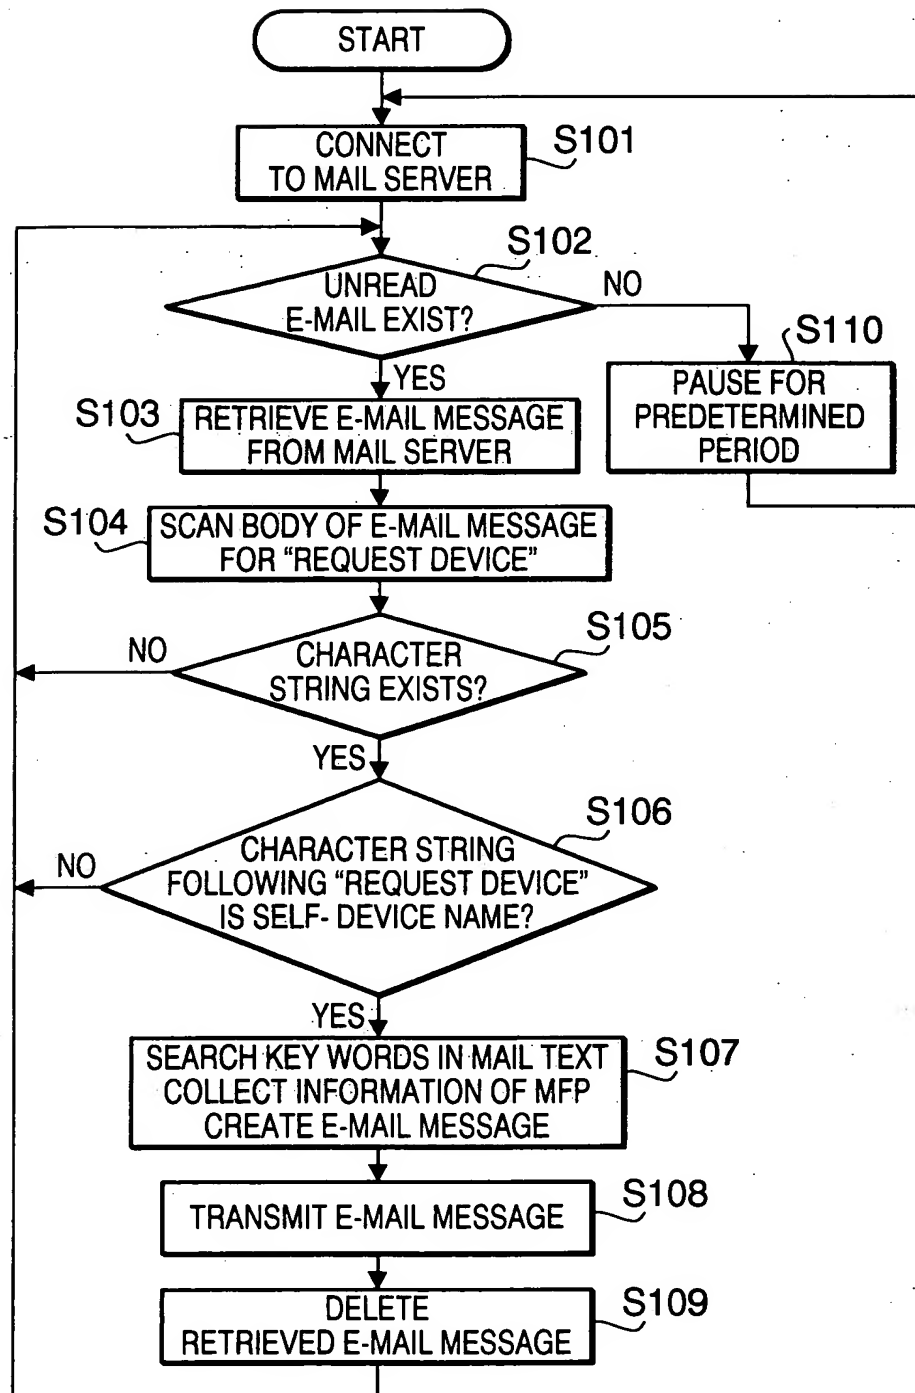 START
CONNECT
TO MAIL SERVER
S101
S102
UNREAD
E-MAIL EXIST?
NO
YES
S110
PAUSE FOR
PREDETERMINED
PERIOD
S103
RETRIEVE E-MAIL MESSAGE
FROM MAIL SERVER
S104
SCAN BODY OF E-MAIL MESSAGE
FOR “REQUEST DEVICE”
S105
NO
CHARACTER
STRING EXISTS?
YES
S106
NO
CHARACTER STRING
FOLLOWING “REQUEST DEVICE”
IS SELF- DEVICE NAME?
YES
S107
SEARCH KEY WORDS IN MAIL TEXT
COLLECT INFORMATION OF MFP
CREATE E-MAIL MESSAGE
S108
TRANSMIT E-MAIL MESSAGE
S109
DELETE
RETRIEVED E-MAIL MESSAGE